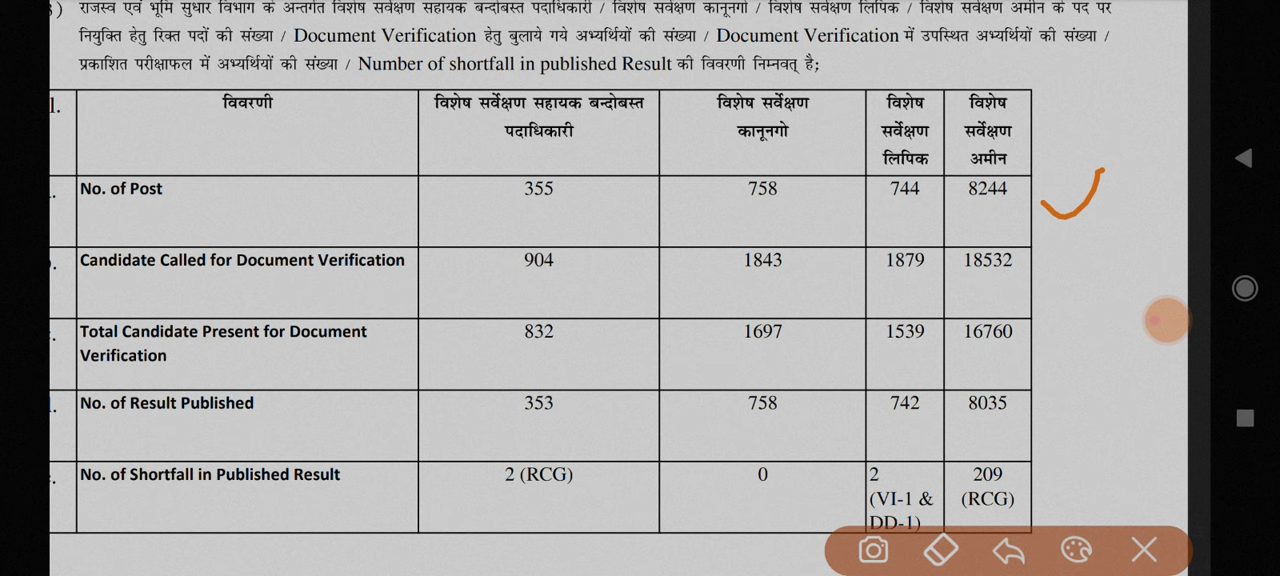 राजस्व एवं भूमि सुधार विभाग के अन्तर्गत विशेष सर्वेक्षण सहायक बन्दोबस्त पदाधिकारी / विशेष सर्वेक्षण कानूनगो / विशेष सर्वेक्षण लिपिक / विशेष सर्वेक्षण अमीन के पद पर
नियुक्ति हेतु रिक्त पदों की संख्या / Document Verification हेतु बुलाये गये अभ्यर्थियों की संख्या / Document Verification में उपस्थित अभ्यर्थियों की संख्या /
प्रकाशित परीक्षाफल में अभ्यर्थियों की संख्या / Number of shortfall in published Result की विवरणी निम्नवत् है;
विवरणी विशेष सर्वेक्षण सहायक बन्दोबस्त पदाधिकारी विशेष सर्वेक्षण कानूनगो विशेष सर्वेक्षण लिपिक विशेष सर्वेक्षण अमीन
No. of Post 355 758 744 8244
Candidate Called for Document Verification 904 1843 1879 18532
Total Candidate Present for Document Verification 832 1697 1539 16760
No. of Result Published 353 758 742 8035
No. of Shortfall in Published Result 2 (RCG) 0 2 (VI-1 & DD-1) 209 (RCG)